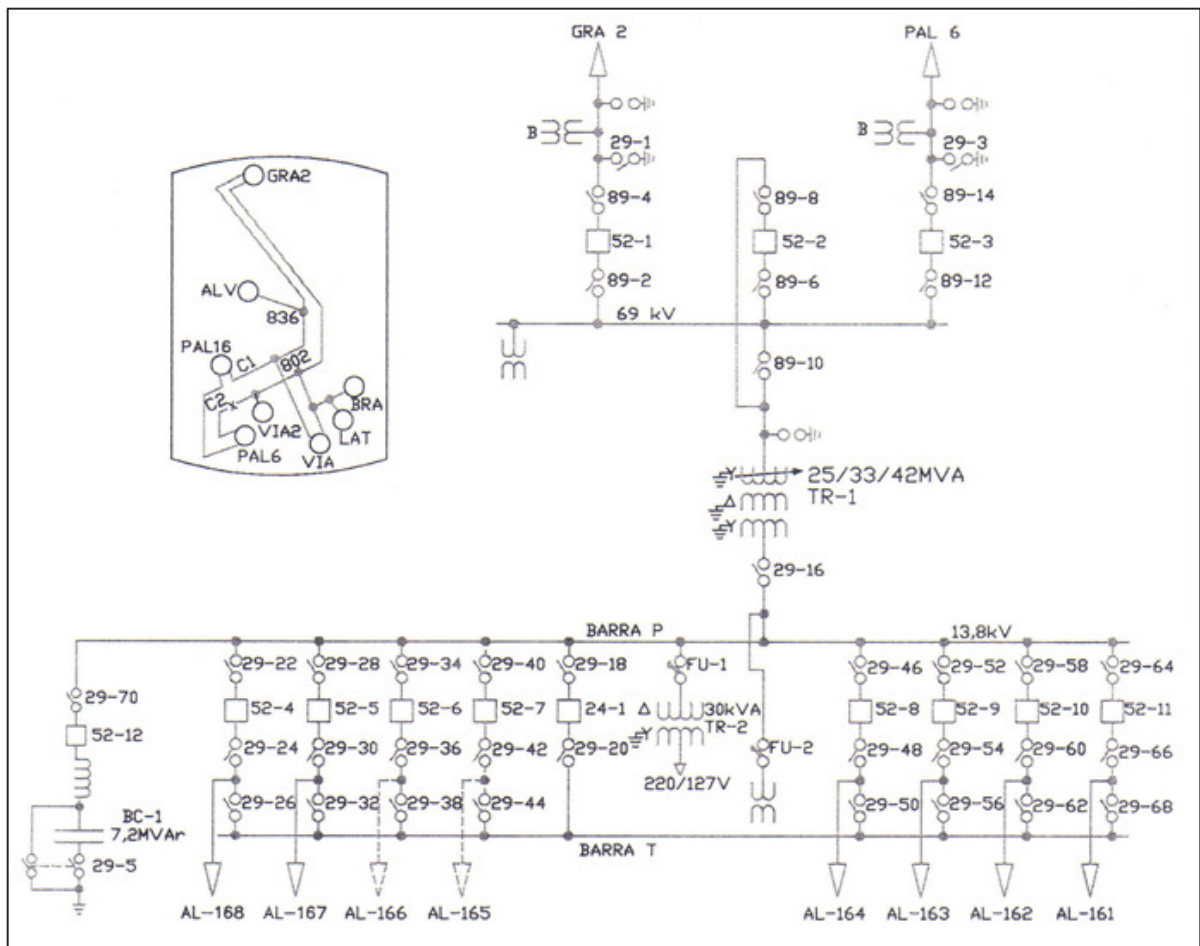 GRA 2 PAL 6
B 29-1 B 29-3
89-4 89-8 89-14
52-1 52-2 52-3
89-2 89-6 89-12
69 kV
89-10
GRA2
ALV
836
PAL16 C1 802
C2 x
BRA
VIA2 LAT
PAL6 VIA
Y 25/33/42MVA
TR-1
Δ
Y
29-16
BARRA P 13,8kV
29-22 29-28 29-34 29-40 29-18 FU-1 29-46 29-52 29-58 29-64
29-70
52-4 52-5 52-6 52-7 24-1 Δ 30kVA 52-8 52-9 52-10 52-11
52-12 Y TR-2
29-24 29-30 29-36 29-42 29-20 FU-2 29-48 29-54 29-60 29-66
220/127V
29-26 29-32 29-38 29-44 29-50 29-56 29-62 29-68
BC-1
7,2MVAr
29-5
BARRA T
AL-168 AL-167 AL-166 AL-165 AL-164 AL-163 AL-162 AL-161